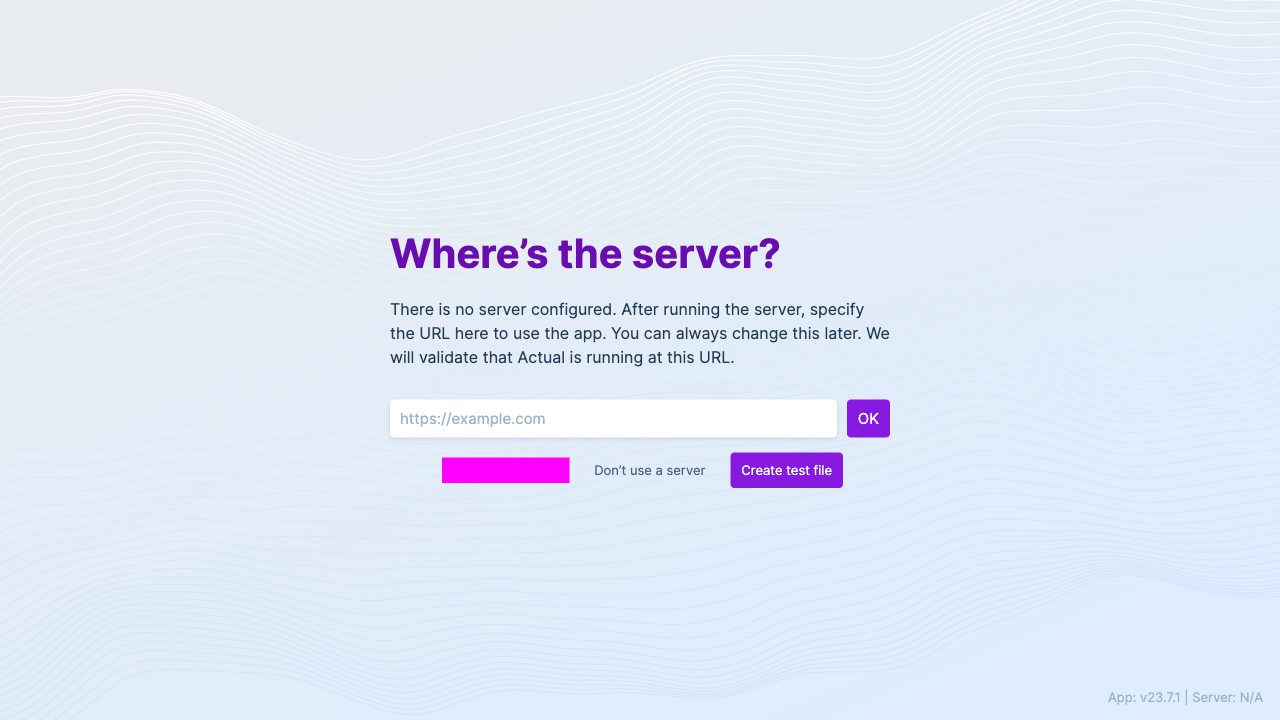 Where’s the server?
There is no server configured. After running the server, specify
the URL here to use the app. You can always change this later. We
will validate that Actual is running at this URL.
https://example.com
OK
Don’t use a server
Create test file
App: v23.7.1 | Server: N/A